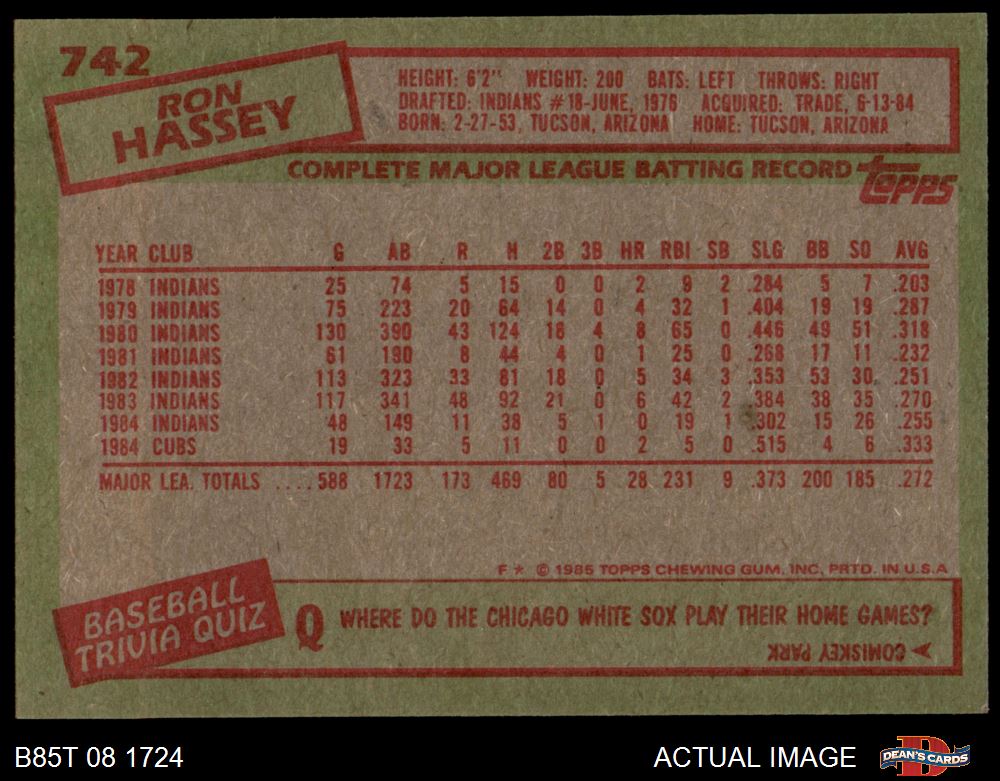 742
RON
HASSEY
HEIGHT: 6'2" WEIGHT: 200 BATS: LEFT THROWS: RIGHT
DRAFTED: INDIANS #18-JUNE, 1976 ACQUIRED: TRADE, 6-13-84
BORN: 2-27-53, TUCSON, ARIZONA HOME: TUCSON, ARIZONA
COMPLETE MAJOR LEAGUE BATTING RECORD topps
YEAR CLUB G AB R H 2B 3B HR RBI SB SLG BB SO AVG
1978 INDIANS 25 74 5 15 0 0 2 9 2 .284 5 7 .203
1979 INDIANS 75 223 20 64 14 0 4 32 1 .404 19 19 .287
1980 INDIANS 130 390 43 124 18 4 8 65 0 .446 49 51 .318
1981 INDIANS 61 190 8 44 4 0 1 25 0 .268 17 11 .232
1982 INDIANS 113 323 33 81 18 0 5 34 3 .353 53 30 .251
1983 INDIANS 117 341 48 92 21 0 6 42 2 .384 38 35 .270
1984 INDIANS 48 149 11 38 5 1 0 19 1 .302 15 26 .255
1984 CUBS 19 33 5 11 0 0 2 5 0 .515 4 6 .333
MAJOR LEA. TOTALS ....588 1723 173 469 80 5 28 231 9 .373 200 185 .272
F* © 1985 TOPPS CHEWING GUM, INC. PRTD. IN U.S.A
BASEBALL
TRIVIA QUIZ
Q WHERE DO THE CHICAGO WHITE SOX PLAY THEIR HOME GAMES?
A COMISKEY PARK
B85T 08 1724
ACTUAL IMAGE
D
DEAN'S CARDS